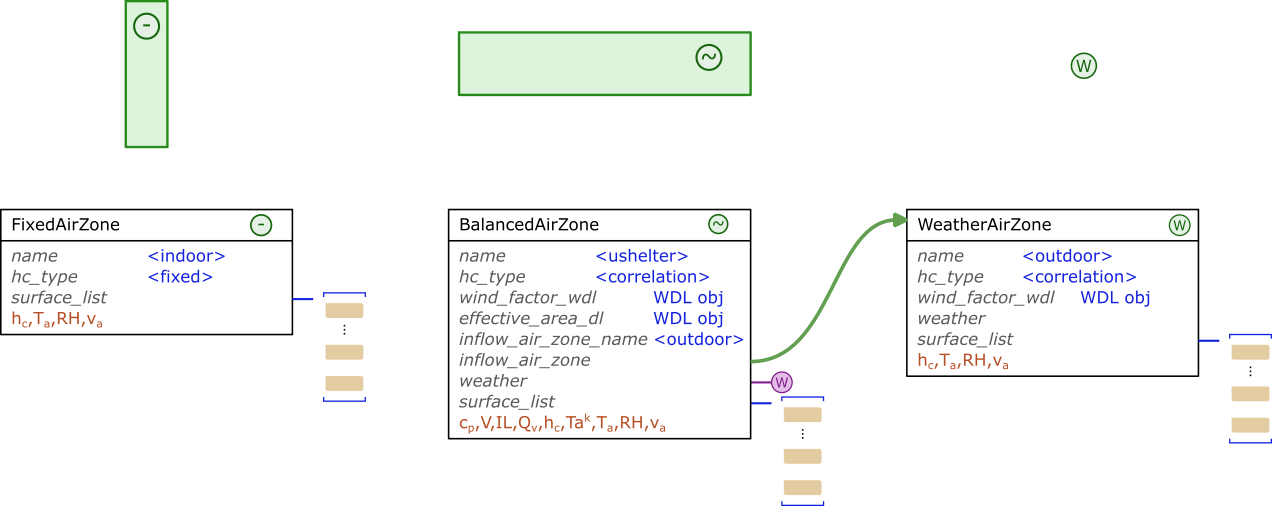 -
~
W
FixedAirZone -
name <indoor>
hc_type <fixed>
surface_list
hc,Ta,RH,va
⋮
BalancedAirZone ~
name <ushelter>
hc_type <correlation>
wind_factor_wdl WDL obj
effective_area_dl WDL obj
inflow_air_zone_name <outdoor>
inflow_air_zone
weather W
surface_list
cp,V,IL,Qv,hc,Taᵏ,Ta,RH,va
⋮
WeatherAirZone W
name <outdoor>
hc_type <correlation>
wind_factor_wdl WDL obj
weather
surface_list
hc,Ta,RH,va
⋮